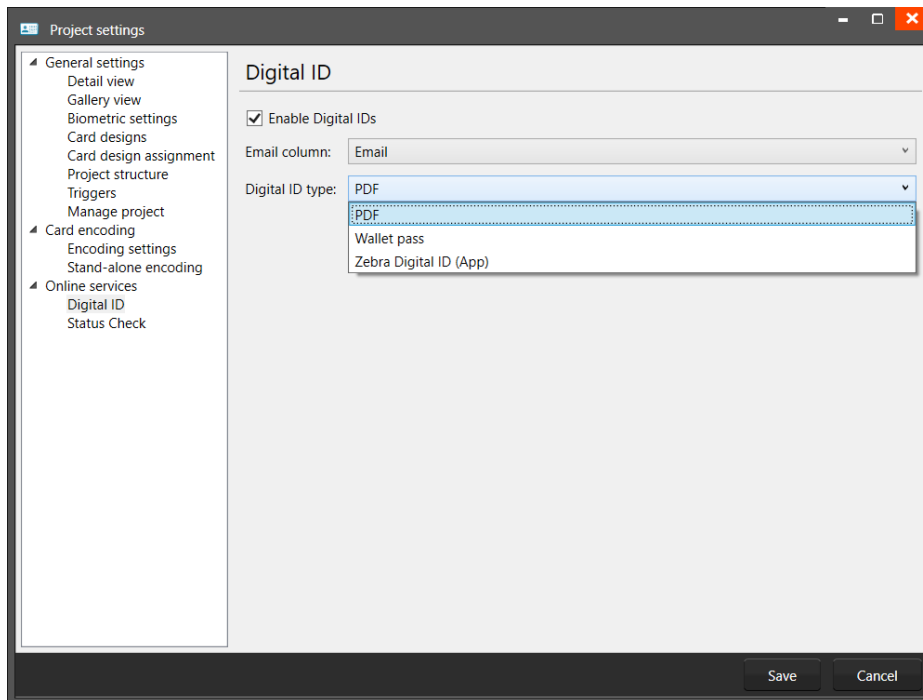 Project settings
General settings
Detail view
Gallery view
Biometric settings
Card designs
Card design assignment
Project structure
Triggers
Manage project
Card encoding
Encoding settings
Stand-alone encoding
Online services
Digital ID
Status Check
Digital ID
Enable Digital IDs
Email column: Email
Digital ID type: PDF
PDF
Wallet pass
Zebra Digital ID (App)
Save Cancel